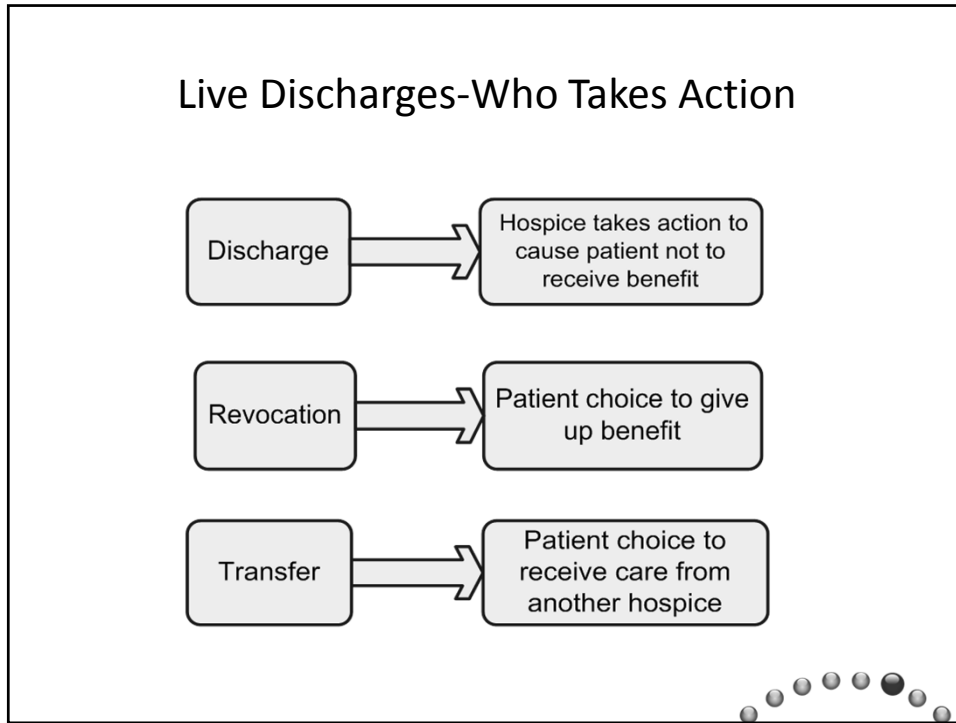 Live Discharges-Who Takes Action
Discharge
Hospice takes action to
cause patient not to
receive benefit
Revocation
Patient choice to give
up benefit
Transfer
Patient choice to
receive care from
another hospice